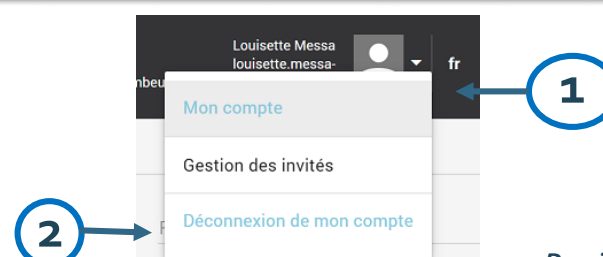 Louisette Messa
louisette.messa-
fr
1
Mon compte
Gestion des invités
2
Déconnexion de mon compte